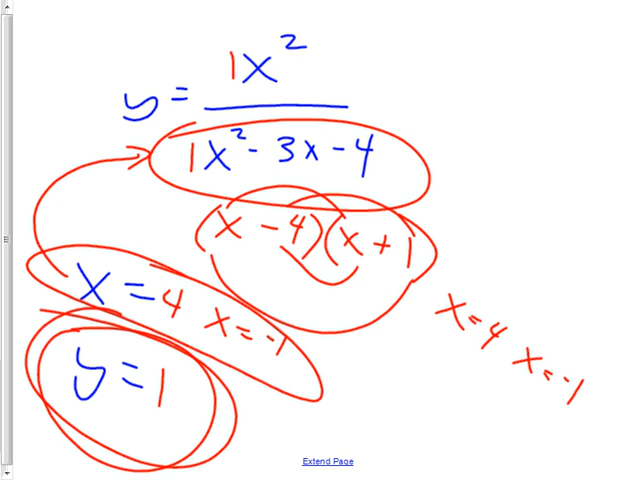 y = 1x²
1x² - 3x - 4
(x - 4)(x + 1)
x = 4 x = -1
x = 4 x = -1
y = 1
Extend Page